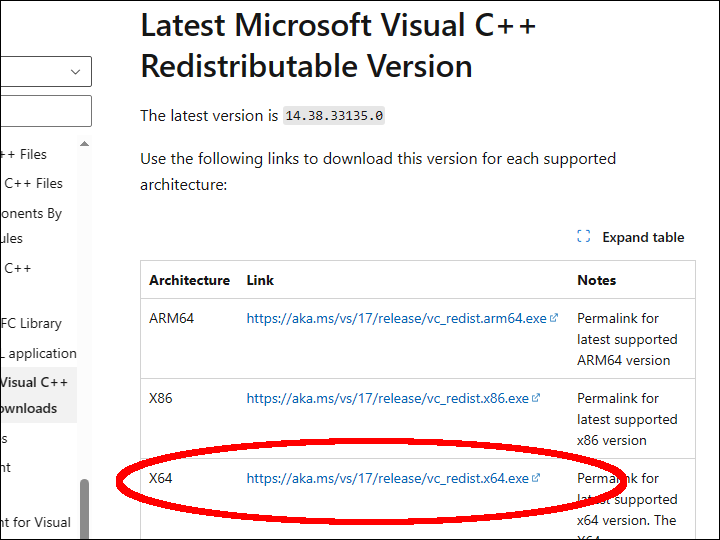 Latest Microsoft Visual C++
Redistributable Version
The latest version is 14.38.33135.0
Use the following links to download this version for each supported
architecture:
Expand table
Architecture Link Notes
ARM64 https://aka.ms/vs/17/release/vc_redist.arm64.exe Permalink for
latest supported
ARM64 version
X86 https://aka.ms/vs/17/release/vc_redist.x86.exe Permalink for
latest supported
x86 version
X64 https://aka.ms/vs/17/release/vc_redist.x64.exe Permalink for
latest supported
x64 version. The
++ Files
C++ Files
onents By
ules
C++
FC Library
L application
Visual C++
ownloads
s
nt
nt for Visual